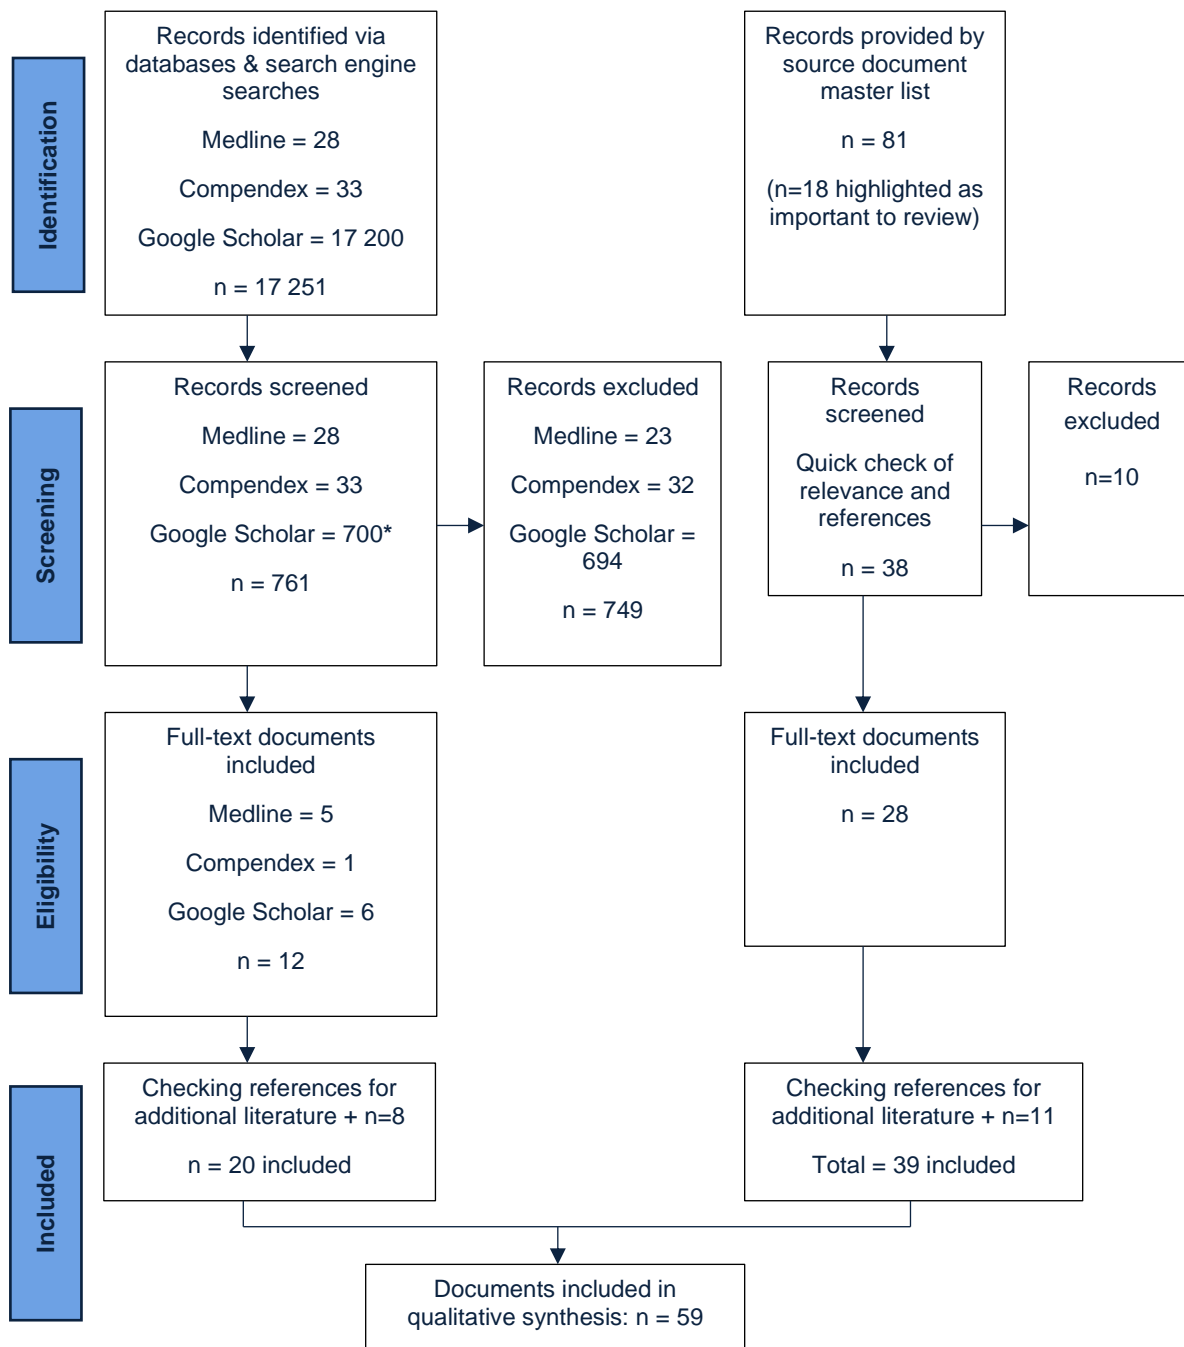 Identification
Records identified via
databases & search engine
searches
Medline = 28
Compendex = 33
Google Scholar = 17 200
n = 17 251
Records provided by
source document
master list
n = 81
(n=18 highlighted as
important to review)
Screening
Records screened
Medline = 28
Compendex = 33
Google Scholar = 700*
n = 761
Records excluded
Medline = 23
Compendex = 32
Google Scholar =
694
n = 749
Records
screened
Quick check of
relevance and
references
n = 38
Records
excluded
n=10
Eligibility
Full-text documents
included
Medline = 5
Compendex = 1
Google Scholar = 6
n = 12
Full-text documents
included
n = 28
Included
Checking references for
additional literature + n=8
n = 20 included
Checking references for
additional literature + n=11
Total = 39 included
Documents included in
qualitative synthesis: n = 59